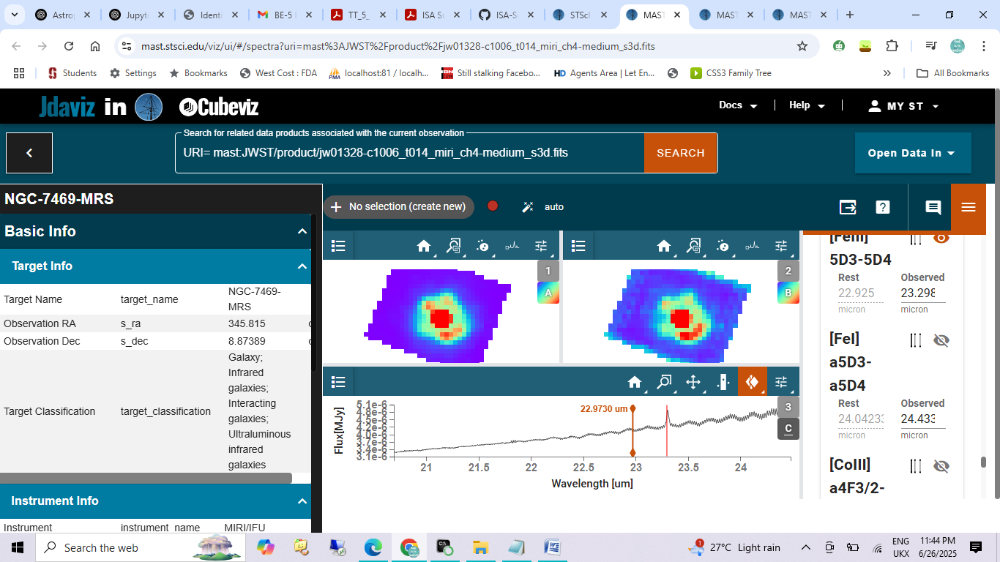 Astrop
Jupyte
Identi
BE-5 I
TT_5_
ISA Su
ISA-S
STScI
MAST
MAST
MAST
mast.stsci.edu/viz/ui/#/spectra?uri=mast%3AJWST%2Fproduct%2Fjw01328-c1006_t014_miri_ch4-medium_s3d.fits
Students Settings Bookmarks West Cost : FDA localhost:81 / localh... Still stalking Facebo... HD Agents Area | Let En... CSS3 Family Tree » All Bookmarks
Jdaviz in Cubeviz Docs Help MY ST
Search for related data products associated with the current observation
URI= mast:JWST/product/jw01328-c1006_t014_miri_ch4-medium_s3d.fits SEARCH Open Data In
NGC-7469-MRS
Basic Info
Target Info
Target Name target_name NGC-7469-
MRS
Observation RA s_ra 345.815
Observation Dec s_dec 8.87389
Target Classification target_classification Galaxy;
Infrared
galaxies;
Interacting
galaxies;
Ultraluminous
infrared
galaxies
Instrument Info
Instrument instrument_name MIRI/IFU
+ No selection (create new) auto
1
A
2
B
3
C
22.9730 um
Flux[MJy]
5.1e-6
4.8e-6
4.5e-6
4.2e-6
4.0e-6
3.7e-6
3.4e-6
3.1e-6
21 21.5 22 22.5 23 23.5 24
Wavelength [um]
[FeIII]
5D3-5D4
Rest Observed
22.925 23.298
micron micron
[FeI]
a5D3-
a5D4
Rest Observed
24.0423 24.433
micron micron
[CoIII]
a4F3/2-
Search the web
27°C Light rain
ENG
UKX
11:44 PM
6/26/2025